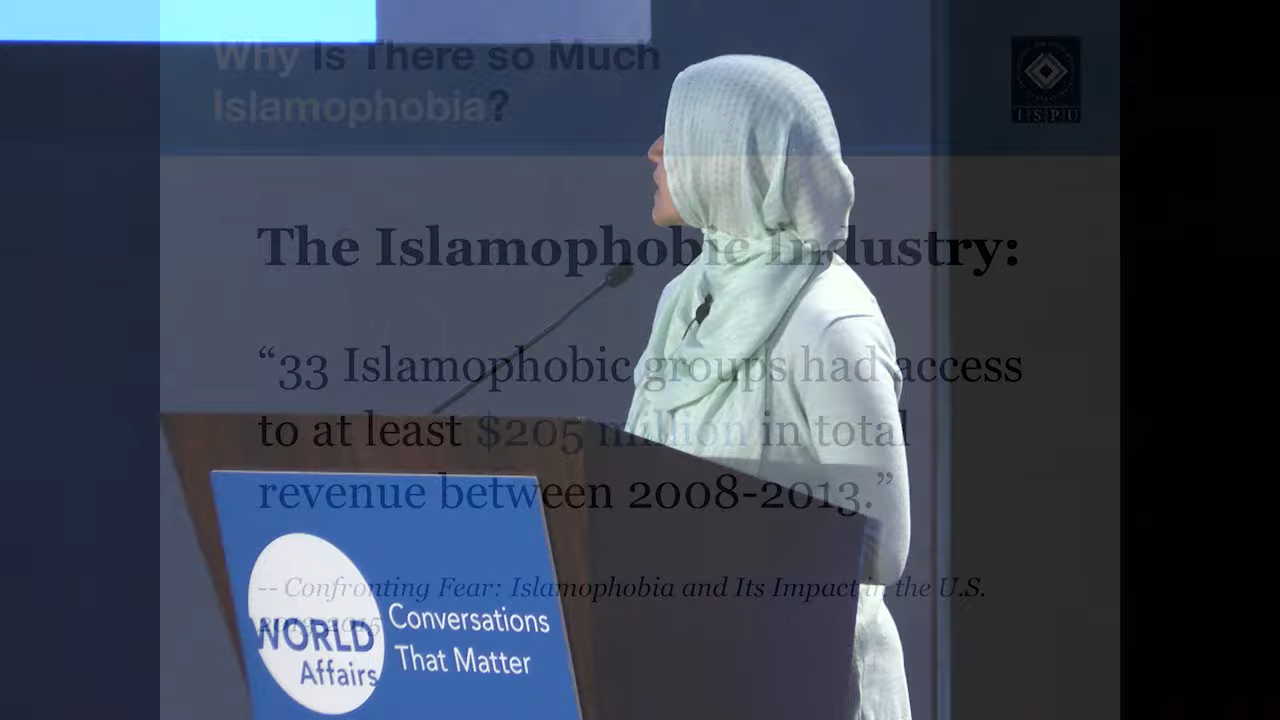 Why Is There so Much
Islamophobia?
ISPU
The Islamophobic Industry:
“33 Islamophobic groups had access
to at least $205 million in total
revenue between 2008-2013.”
-- Confronting Fear: Islamophobia and Its Impact in the U.S.
WORLD
Affairs
Conversations
That Matter